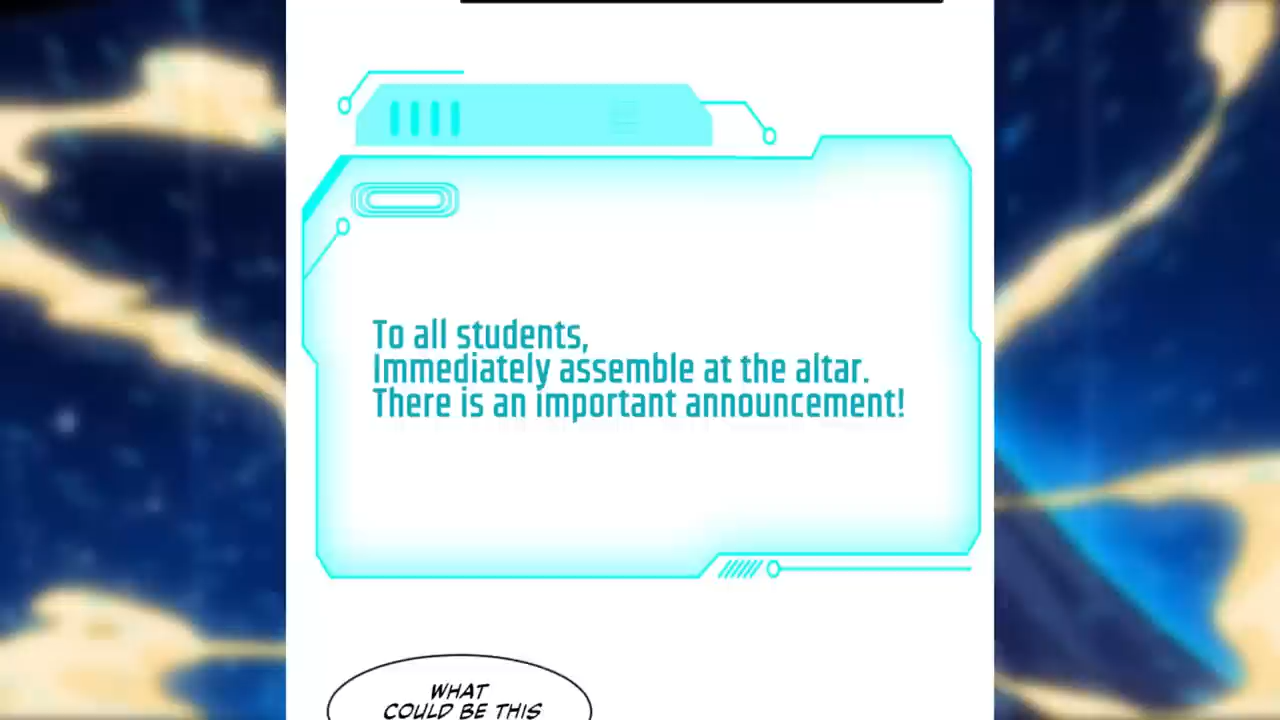 To all students,
Immediately assemble at the altar.
There is an important announcement!
WHAT
COULD BE THIS